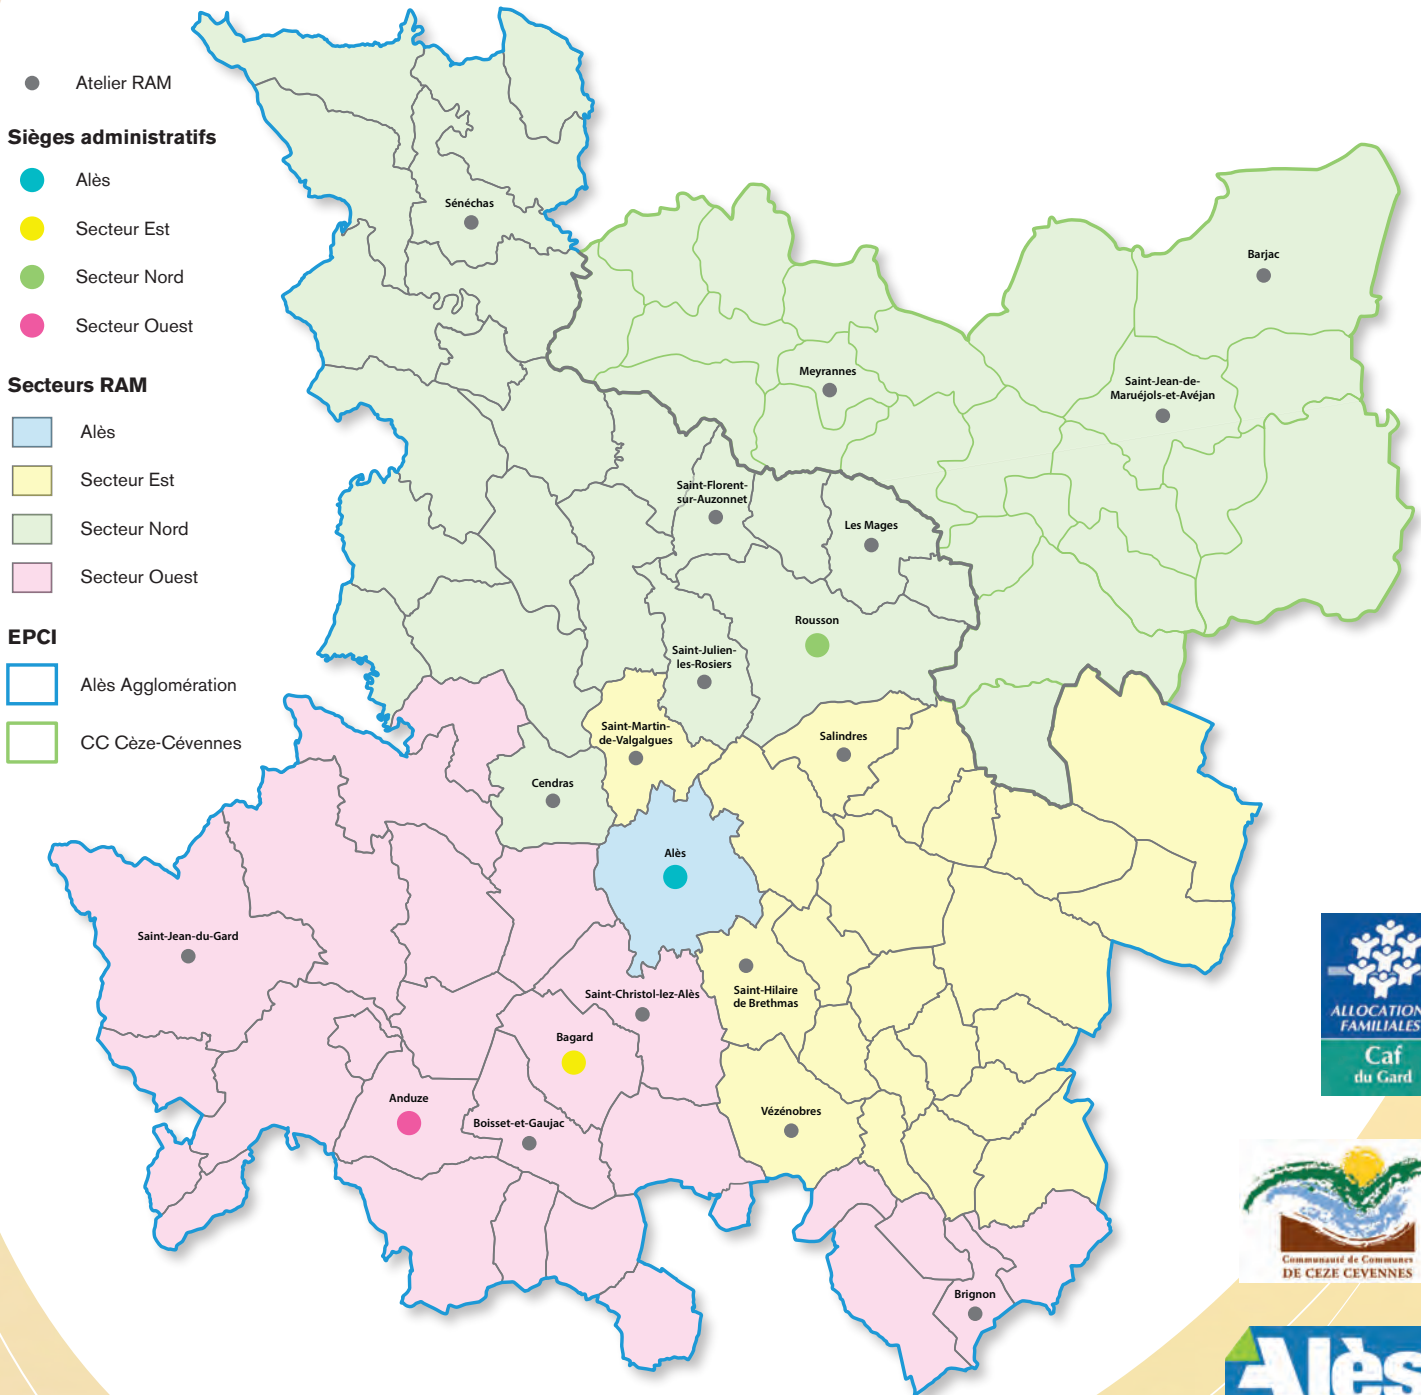 Atelier RAM
Sièges administratifs
Alès
Secteur Est
Secteur Nord
Secteur Ouest
Secteurs RAM
Alès
Secteur Est
Secteur Nord
Secteur Ouest
EPCI
Alès Agglomération
CC Cèze-Cévennes
Sénéchas
Barjac
Meyrannes
Saint-Jean-de-
Maruéjols-et-Avéjan
Saint-Florent-
sur-Auzonnet
Les Mages
Rousson
Saint-Julien-
les-Rosiers
Saint-Martin-
de-Valgalgues
Salindres
Cendras
Alès
Saint-Jean-du-Gard
Saint-Hilaire
de Brethmas
Saint-Christol-lez-Alès
Bagard
Anduze
Boisset-et-Gaujac
Vézénobres
Brignon
ALLOCATION
FAMILIALES
Caf
du Gard
Communauté de Communes
DE CEZE CEVENNES
Alès